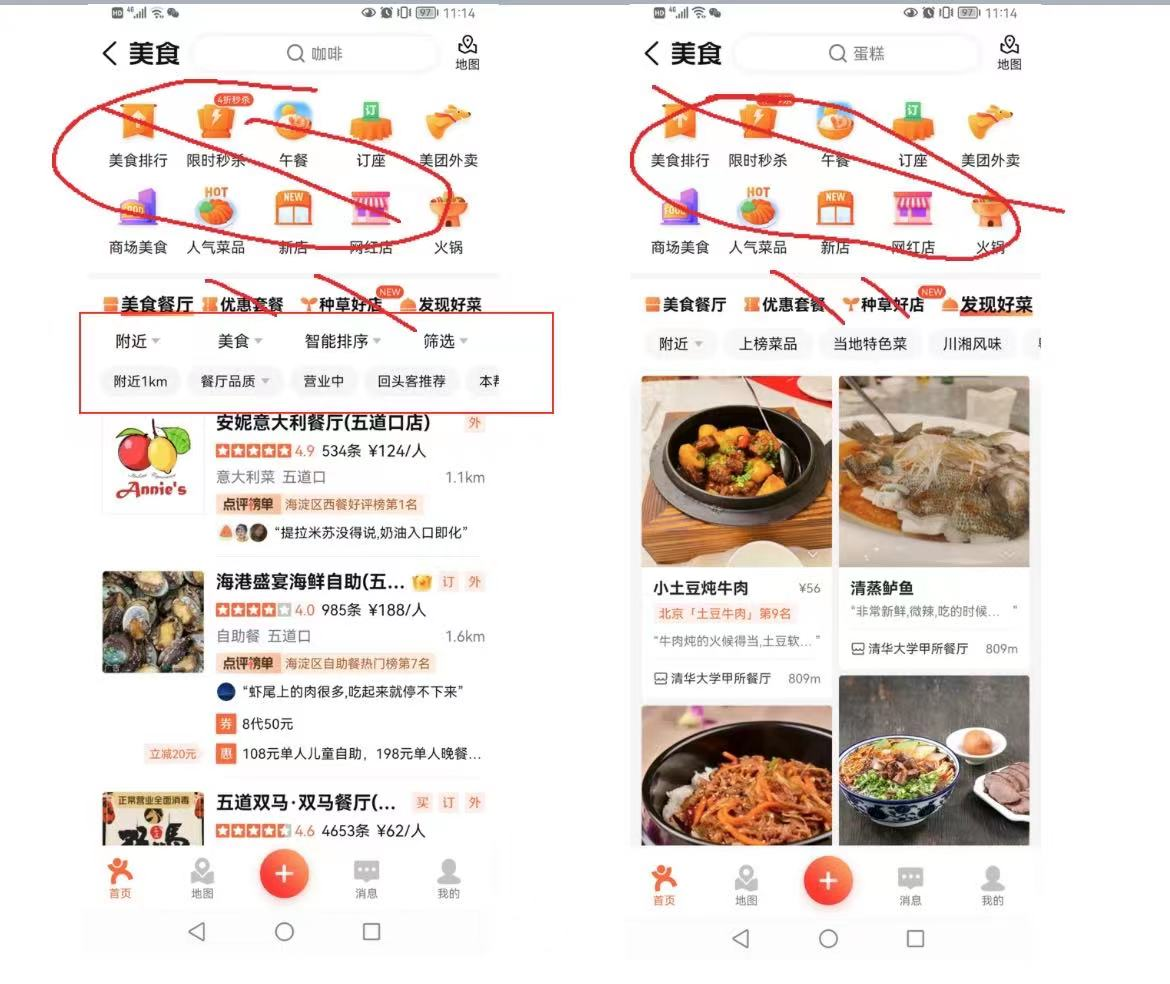 HD 4G 97 11:14
美食
咖啡
地图
4折秒杀
订
美食排行 限时秒杀 午餐 订座 美团外卖
FOOD HOT NEW
商场美食 人气菜品 新店 网红店 火锅
NEW
美食餐厅 优惠套餐 种草好店 发现好菜
附近 美食 智能排序 筛选
附近1km 餐厅品质 营业中 回头客推荐 本帮
安妮意大利餐厅(五道口店) 外
4.9 534条 ¥124/人
Annie's
意大利菜 五道口 1.1km
点评榜单 海淀区西餐好评榜第1名
“提拉米苏没得说,奶油入口即化”
海港盛宴海鲜自助(五... 订 外
4.0 985条 ¥188/人
自助餐 五道口 1.6km
广告
点评榜单 海淀区自助餐热门榜第7名
“虾尾上的肉很多,吃起来就停不下来”
券 8代50元
立减20元 惠 108元单人儿童自助，198元单人晚餐...
正常营业全面消毒
五道双马·双马餐厅(... 买 订 外
4.6 4653条 ¥62/人
首页 地图 消息 我的
HD 4G 97 11:14
美食
蛋糕
地图
订
美食排行 限时秒杀 午餐 订座 美团外卖
FOOD HOT NEW
商场美食 人气菜品 新店 网红店 火锅
NEW
美食餐厅 优惠套餐 种草好店 发现好菜
附近 上榜菜品 当地特色菜 川湘风味
小土豆炖牛肉 ¥56
北京「土豆牛肉」第9名
“牛肉炖的火候得当,土豆软...”
清华大学甲所餐厅 809m
清蒸鲈鱼
“非常新鲜,微辣,吃的时候... ”
清华大学甲所餐厅 809m
首页 地图 消息 我的